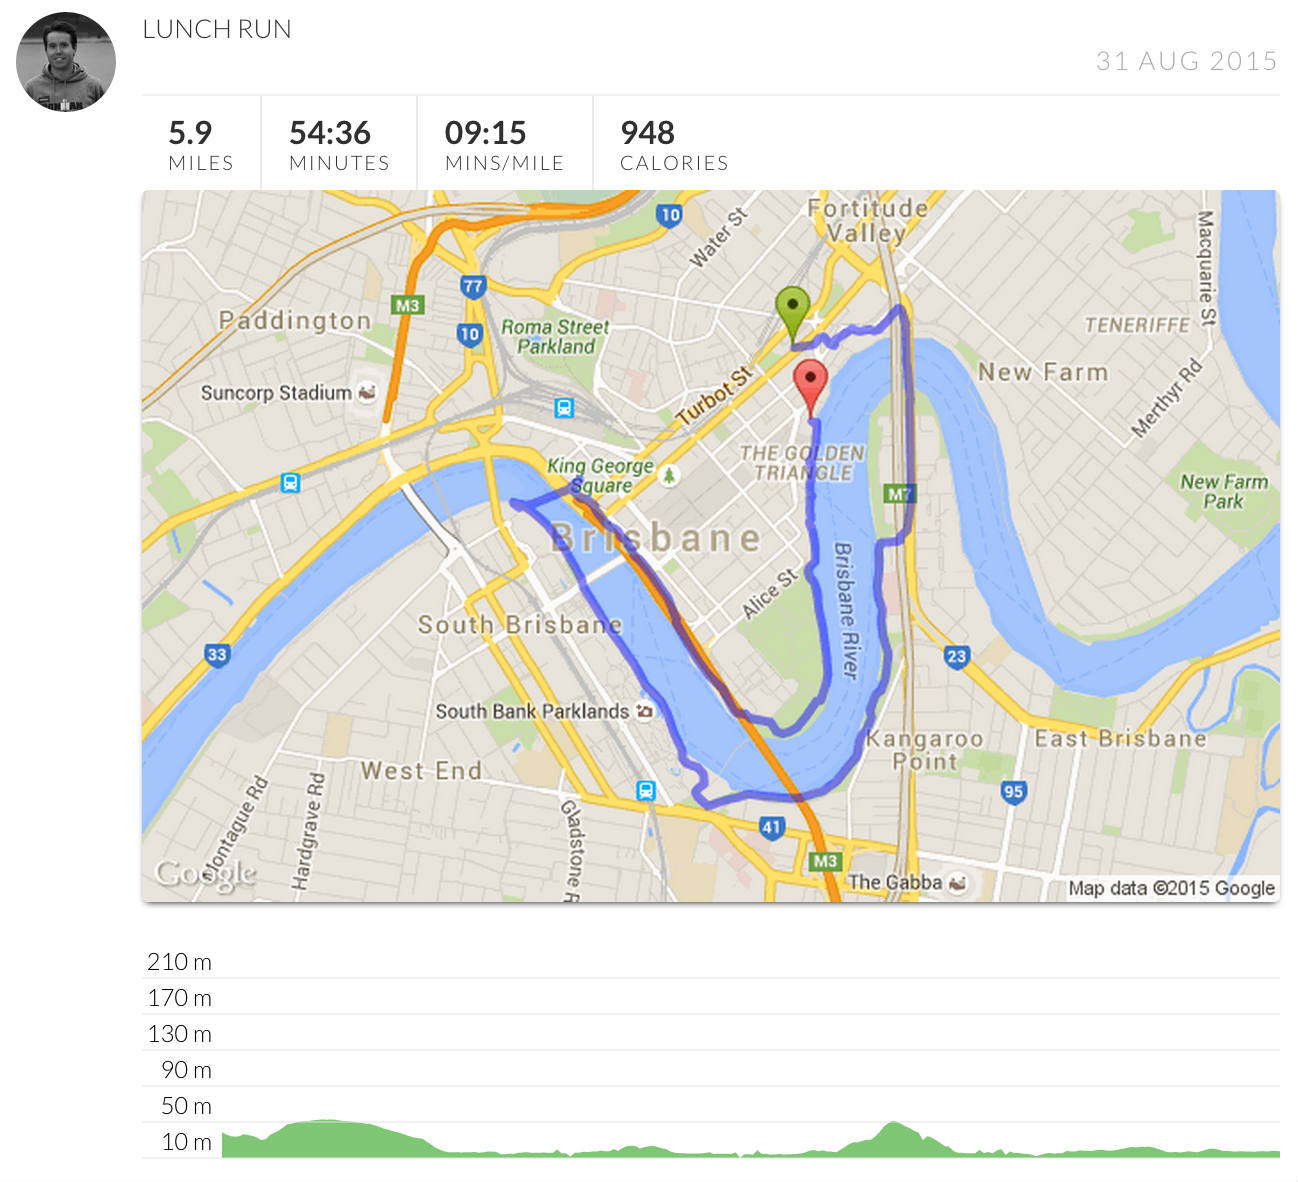 LUNCH RUN
31 AUG 2015
5.9
MILES
54:36
MINUTES
09:15
MINS/MILE
948
CALORIES
Fortitude
Valley
10
Water St
Macquarie St
77
M3
Paddington
10
Roma Street
Parkland
TENERIFFE
New Farm
Merthyr Rd
Suncorp Stadium
Turbot St
THE GOLDEN
TRIANGLE
King George
Square
New Farm
Park
M7
Brisbane
Brisbane River
Alice St
South Brisbane
33
23
South Bank Parklands
Kangaroo
Point
East Brisbane
West End
95
Montague Rd
Hardgrave Rd
Gladstone R
41
M3
Google
The Gabba
Map data ©2015 Google
210 m
170 m
130 m
90 m
50 m
10 m